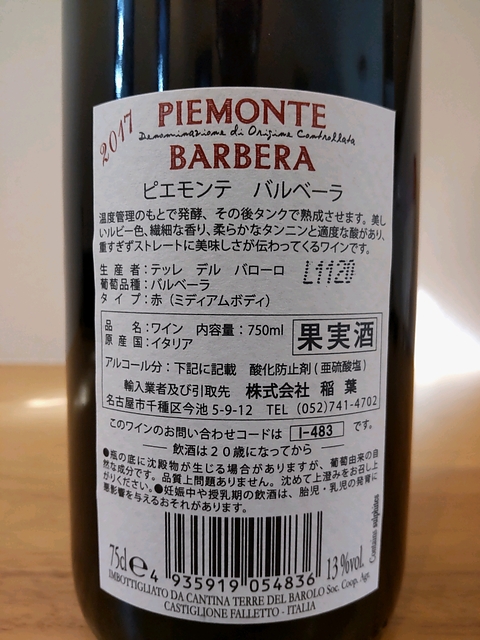 2017
PIEMONTE
Denominazione di Origine Controllata
BARBERA
ピエモンテ バルベーラ
温度管理のもとで発酵、その後タンクで熟成させます。美し
いルビー色、繊細な香り、柔らかなタンニンと適度な酸があり、
重すぎずストレートに美味しさが伝わってくるワインです。
生産者：テッレ デル バローロ
L1120
葡萄品種：バルベーラ
タイプ：赤（ミディアムボディ）
品名：ワイン 内容量：750ml
原産国：イタリア
果実酒
アルコール分：下記に記載 酸化防止剤(亜硫酸塩)
輸入業者及び引取先 株式会社 稲葉
名古屋市千種区今池 5-9-12 TEL (052)741-4702
このワインのお問い合わせコードは I-483 です。
飲酒は20歳になってから
●瓶の底に沈殿物が生じる場合がありますが、葡萄由来の自
然な成分です。品質上問題ありません。沈めて上澄みをお召し上
がりください。●妊娠中や授乳期の飲酒は、胎児・乳児の発育に
悪影響を与えるおそれがあります。
Contains sulphites
75cl e 4 935919 054836 13%vol.
IMBOTTIGLIATO DA CANTINA TERRE DEL BAROLO Soc. Coop. Agr.
CASTIGLIONE FALLETTO - ITALIA